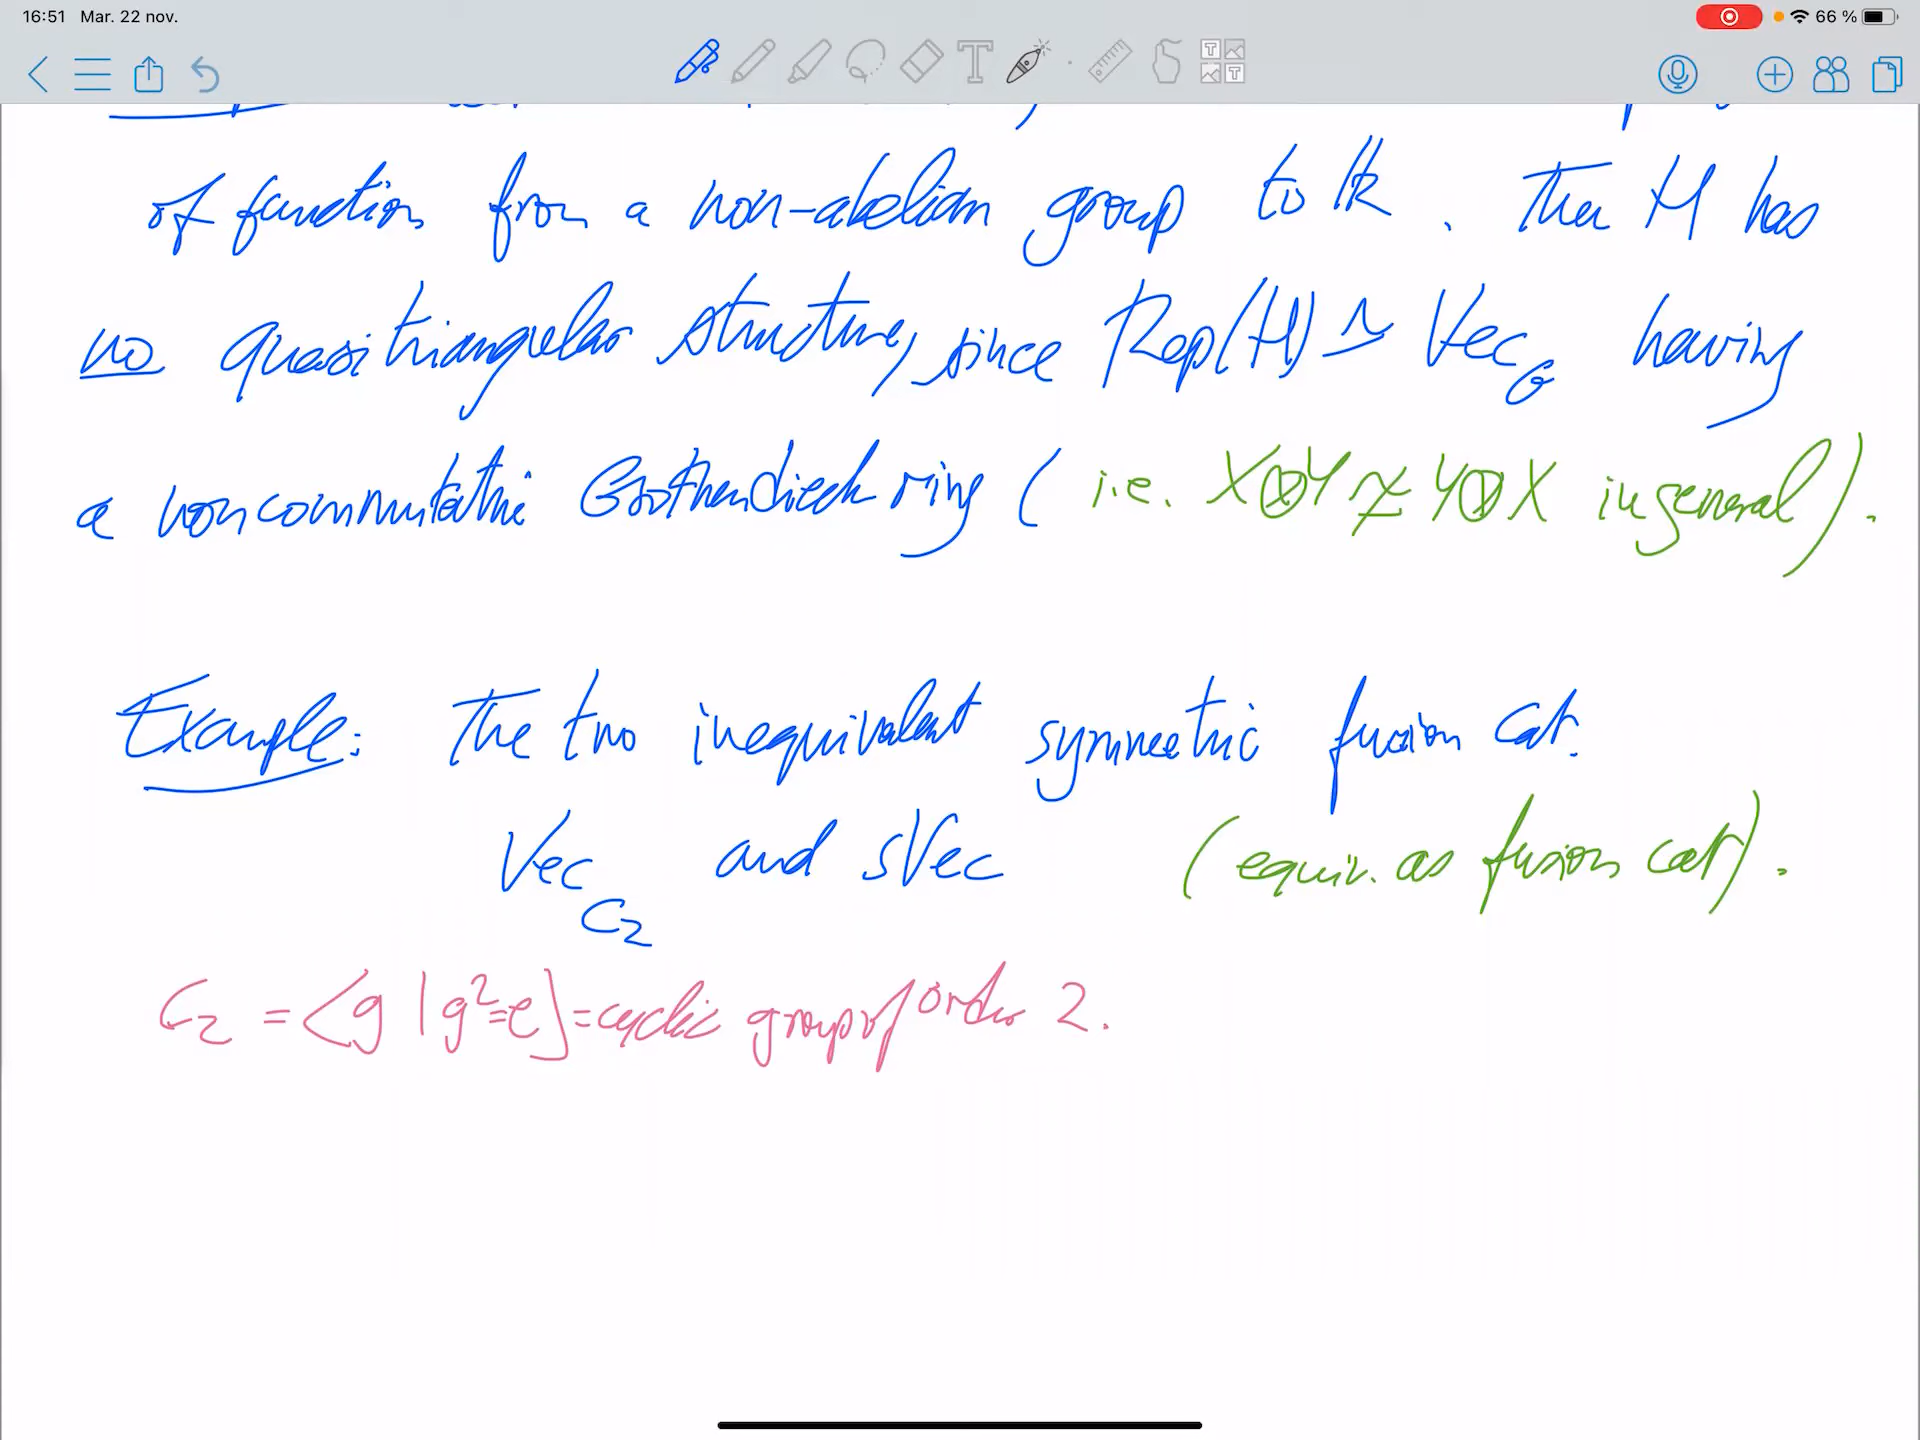 16:51 Mar. 22 nov. 66 %
of function from a non-abelian group to 𝕜. Then H has
no quasitriangular structure, since Rep(H) ≃ Vec_G having
a noncommutative Grothendieck ring (i.e. X⊗Y ≄ Y⊗X in general).
Example: The two inequivalent symmetric fusion cat.
Vec_{C_2} and sVec (equiv. as fusion cat).
C_2 = <g | g^2=e] = cyclic group of order 2.